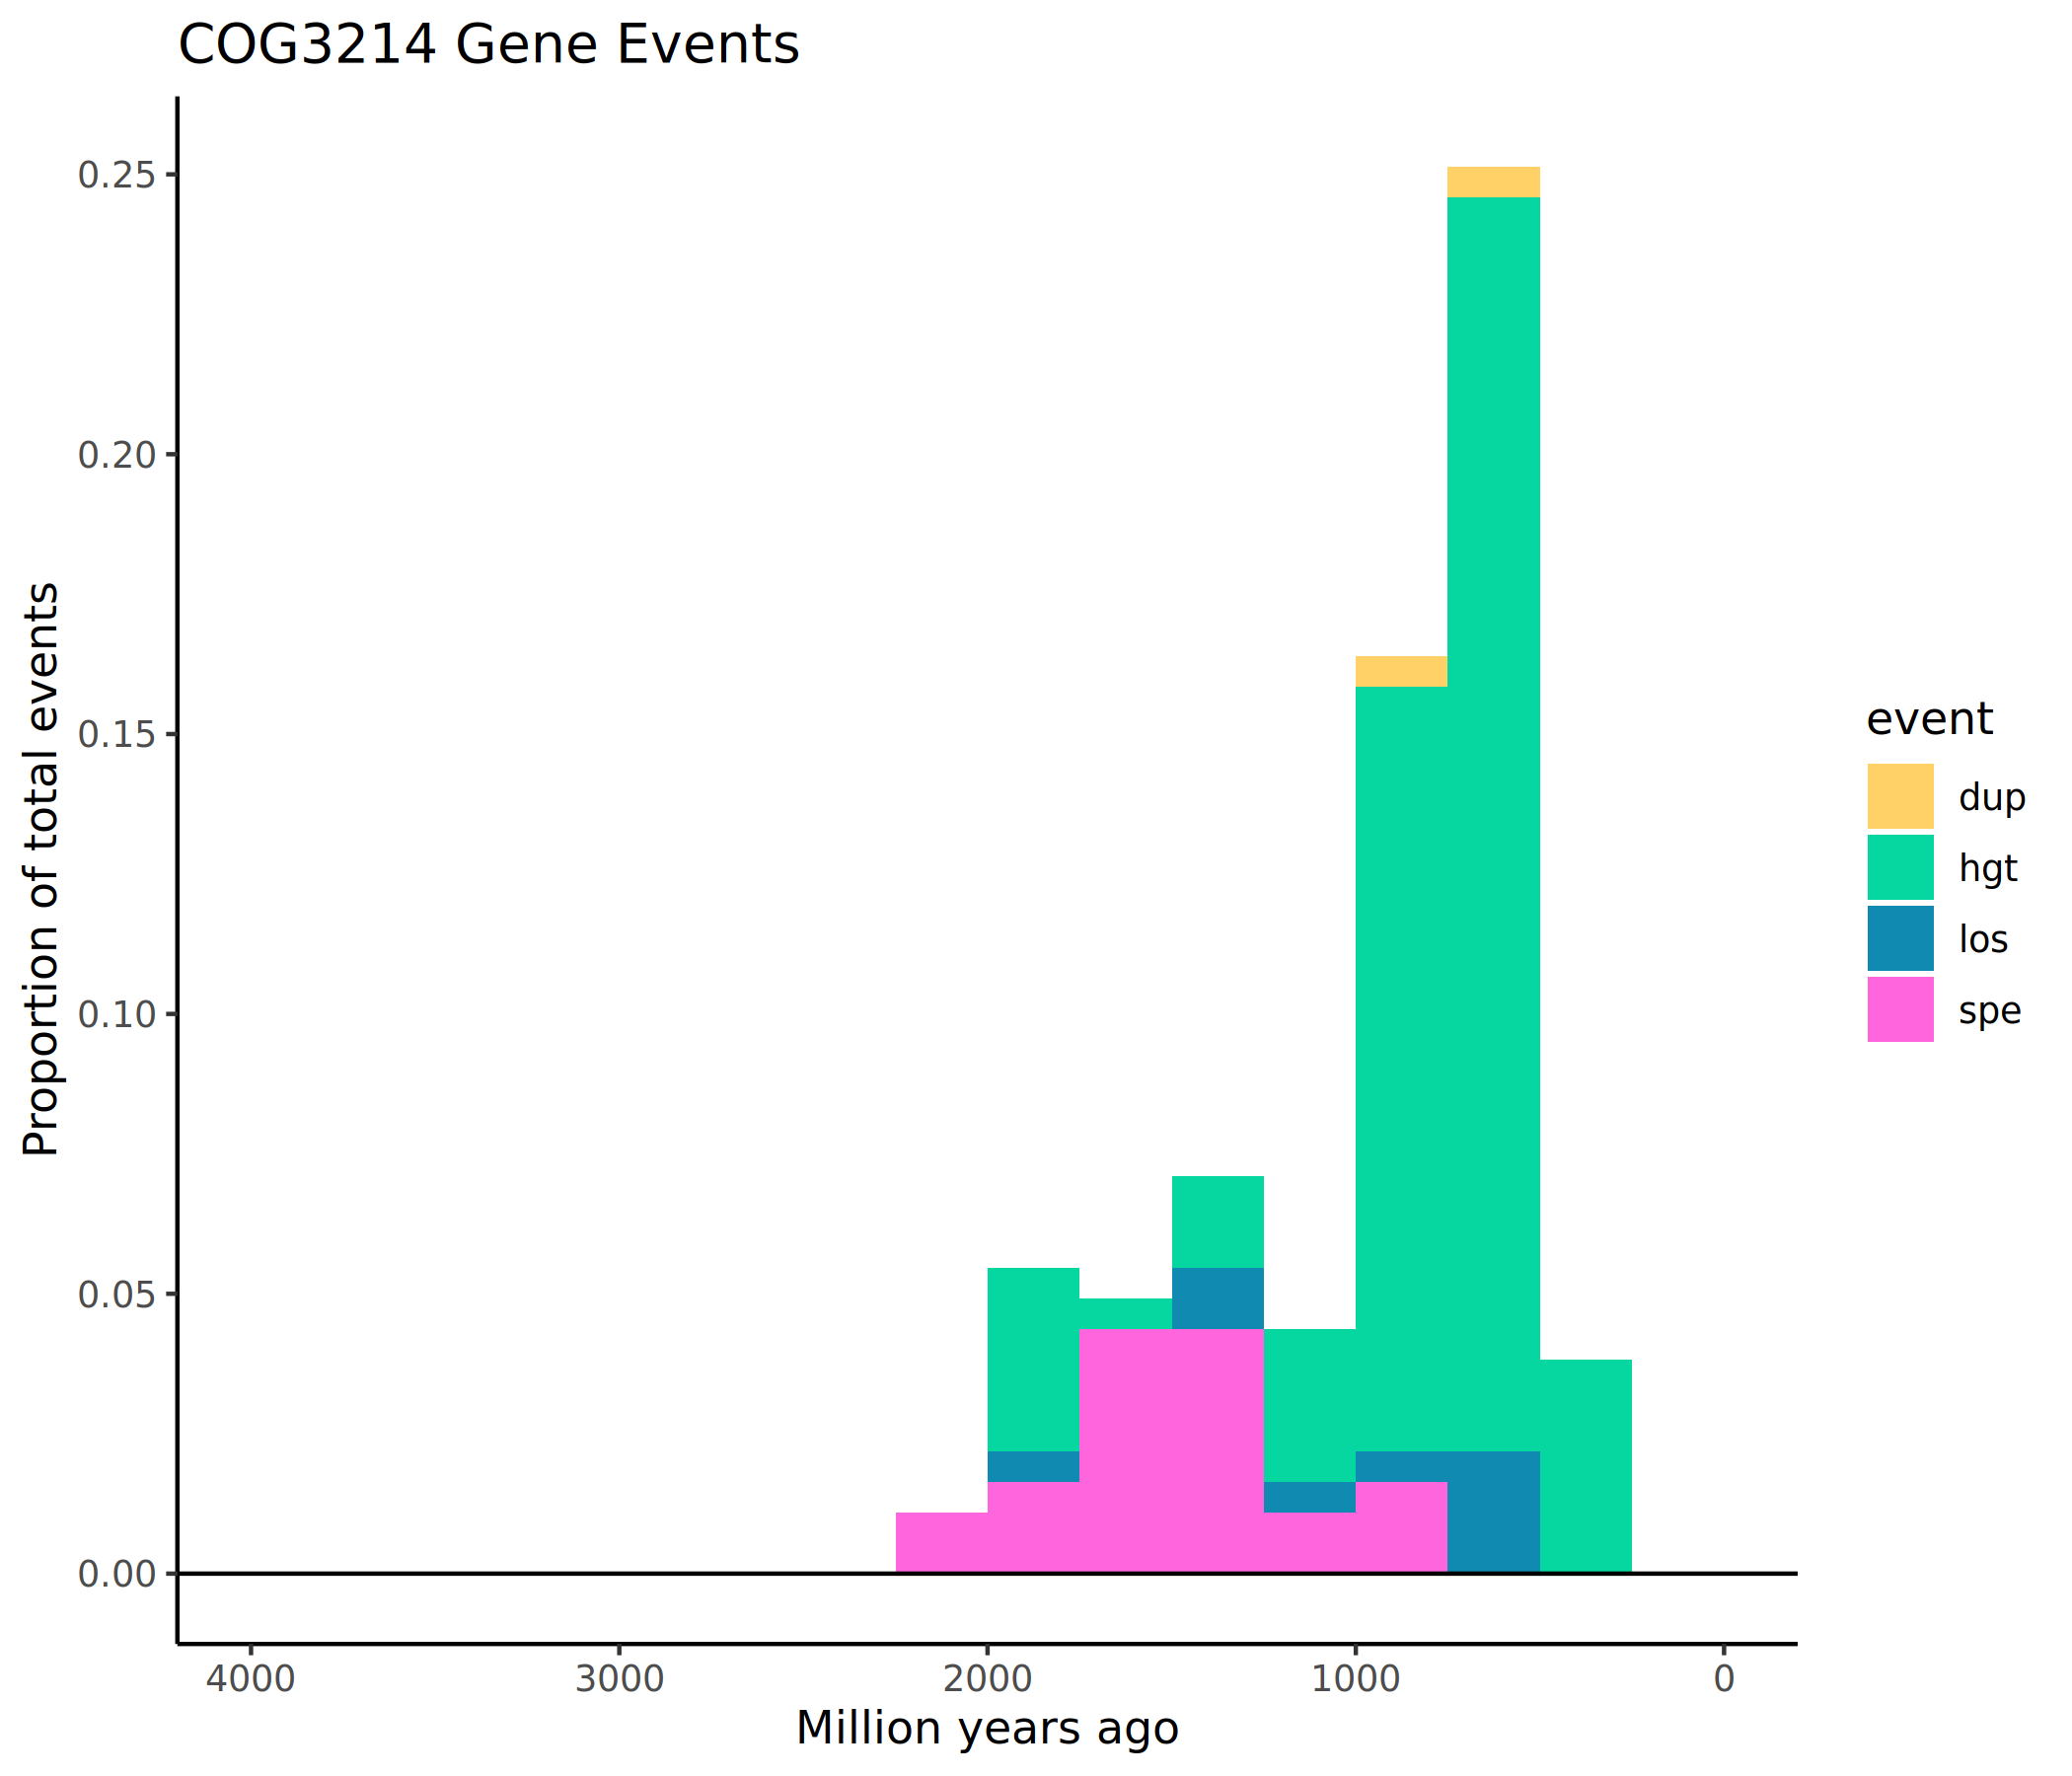 COG3214 Gene Events
0.25
0.20
0.15
0.10
0.05
0.00
Proportion of total events
4000 3000 2000 1000 0
Million years ago
event
dup
hgt
los
spe